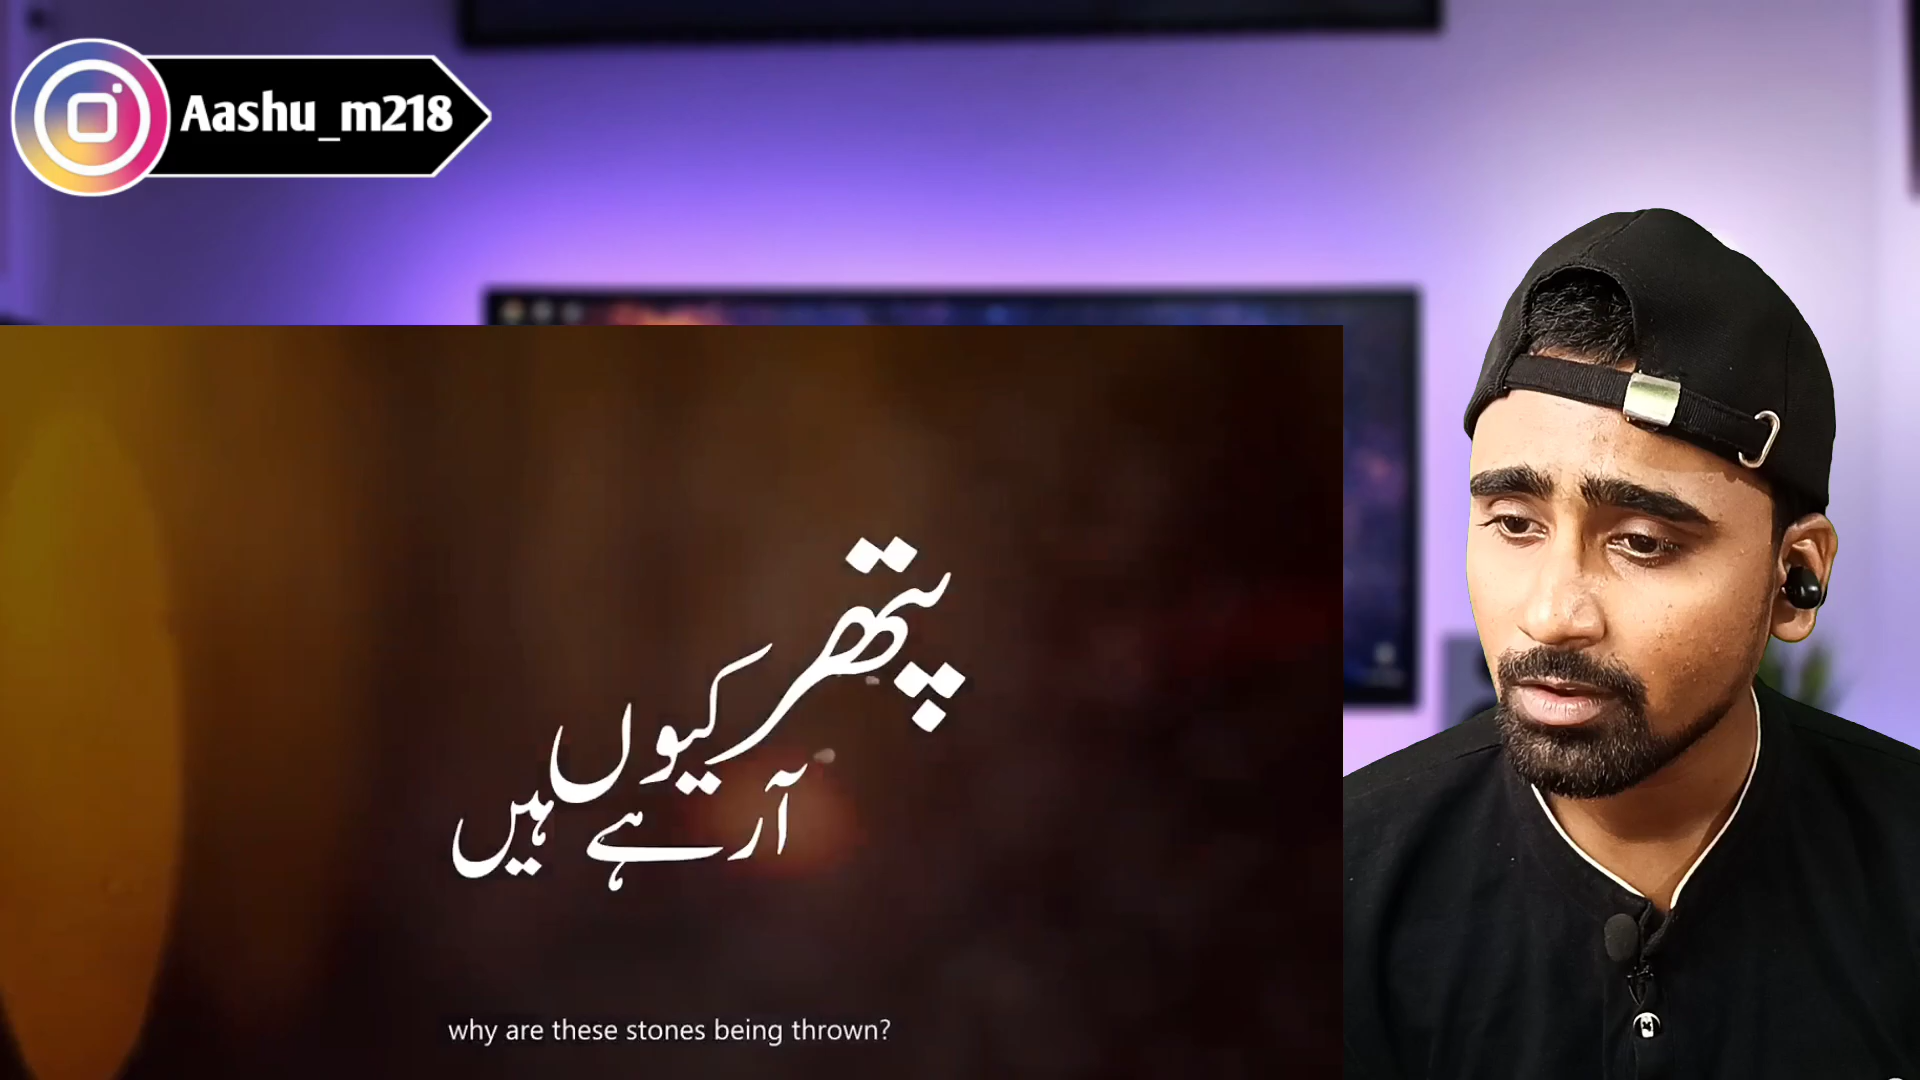 Aashu_m218
پتھر کیوں
آرہے ہیں
why are these stones being thrown?